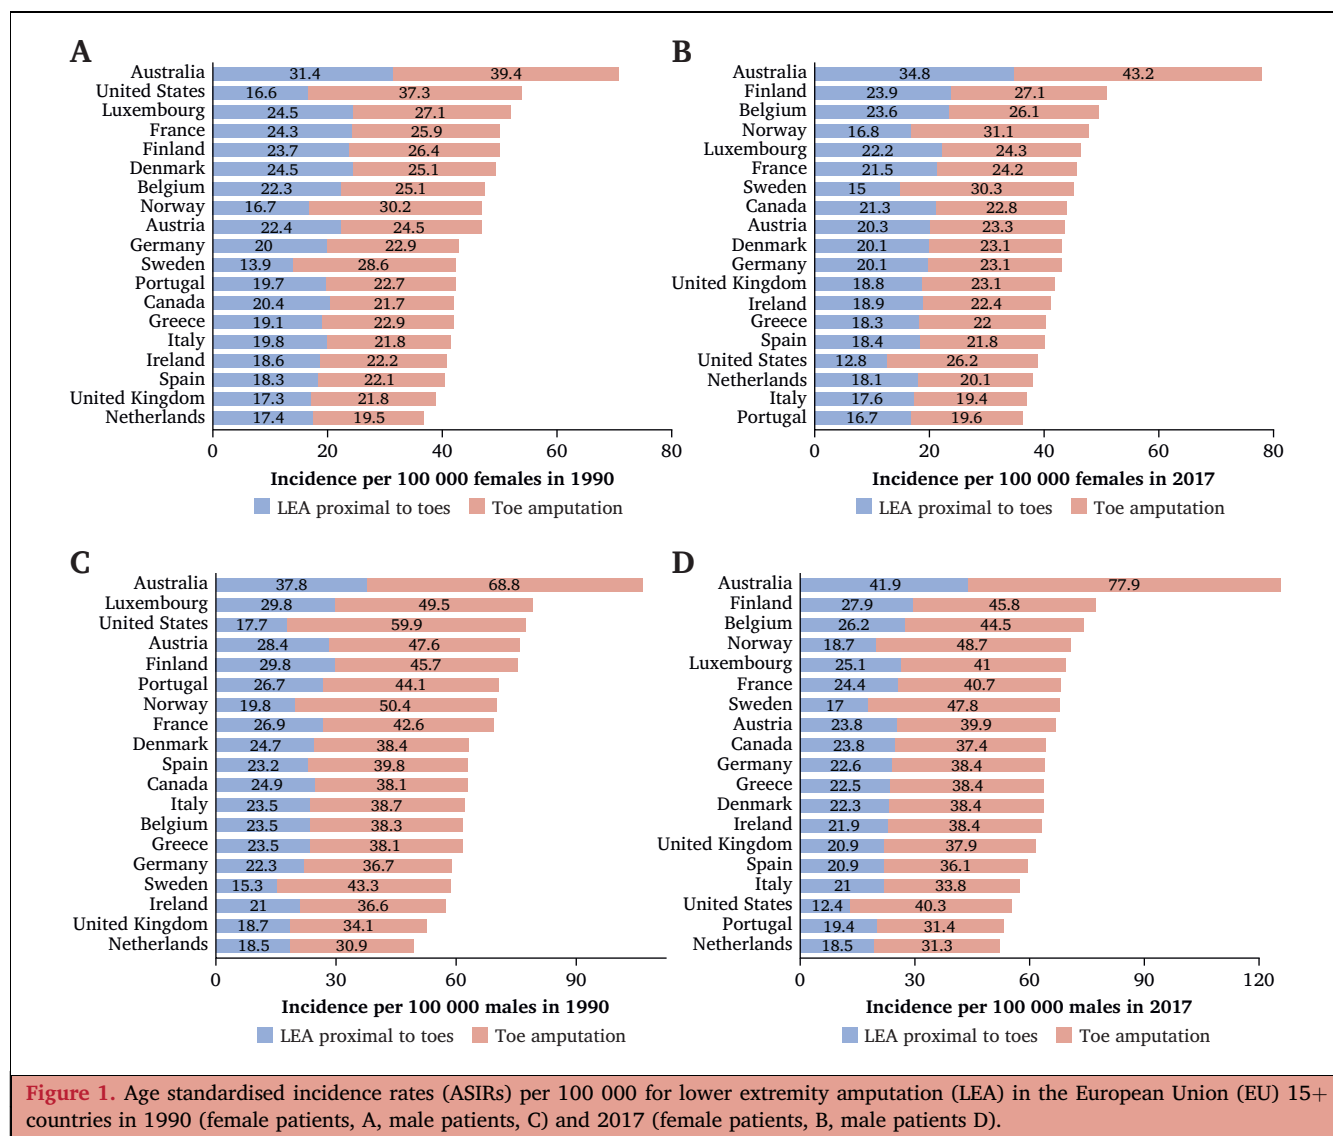 A
Australia 31.4 39.4
United States 16.6 37.3
Luxembourg 24.5 27.1
France 24.3 25.9
Finland 23.7 26.4
Denmark 24.5 25.1
Belgium 22.3 25.1
Norway 16.7 30.2
Austria 22.4 24.5
Germany 20 22.9
Sweden 13.9 28.6
Portugal 19.7 22.7
Canada 20.4 21.7
Greece 19.1 22.9
Italy 19.8 21.8
Ireland 18.6 22.2
Spain 18.3 22.1
United Kingdom 17.3 21.8
Netherlands 17.4 19.5
0 20 40 60 80
Incidence per 100 000 females in 1990
LEA proximal to toes Toe amputation
B
Australia 34.8 43.2
Finland 23.9 27.1
Belgium 23.6 26.1
Norway 16.8 31.1
Luxembourg 22.2 24.3
France 21.5 24.2
Sweden 15 30.3
Canada 21.3 22.8
Austria 20.3 23.3
Denmark 20.1 23.1
Germany 20.1 23.1
United Kingdom 18.8 23.1
Ireland 18.9 22.4
Greece 18.3 22
Spain 18.4 21.8
United States 12.8 26.2
Netherlands 18.1 20.1
Italy 17.6 19.4
Portugal 16.7 19.6
0 20 40 60 80
Incidence per 100 000 females in 2017
LEA proximal to toes Toe amputation
C
Australia 37.8 68.8
Luxembourg 29.8 49.5
United States 17.7 59.9
Austria 28.4 47.6
Finland 29.8 45.7
Portugal 26.7 44.1
Norway 19.8 50.4
France 26.9 42.6
Denmark 24.7 38.4
Spain 23.2 39.8
Canada 24.9 38.1
Italy 23.5 38.7
Belgium 23.5 38.3
Greece 23.5 38.1
Germany 22.3 36.7
Sweden 15.3 43.3
Ireland 21 36.6
United Kingdom 18.7 34.1
Netherlands 18.5 30.9
0 30 60 90
Incidence per 100 000 males in 1990
LEA proximal to toes Toe amputation
D
Australia 41.9 77.9
Finland 27.9 45.8
Belgium 26.2 44.5
Norway 18.7 48.7
Luxembourg 25.1 41
France 24.4 40.7
Sweden 17 47.8
Austria 23.8 39.9
Canada 23.8 37.4
Germany 22.6 38.4
Greece 22.5 38.4
Denmark 22.3 38.4
Ireland 21.9 38.4
United Kingdom 20.9 37.9
Spain 20.9 36.1
Italy 21 33.8
United States 12.4 40.3
Portugal 19.4 31.4
Netherlands 18.5 31.3
0 30 60 90 120
Incidence per 100 000 males in 2017
LEA proximal to toes Toe amputation
Figure 1. Age standardised incidence rates (ASIRs) per 100 000 for lower extremity amputation (LEA) in the European Union (EU) 15+
countries in 1990 (female patients, A, male patients, C) and 2017 (female patients, B, male patients D).